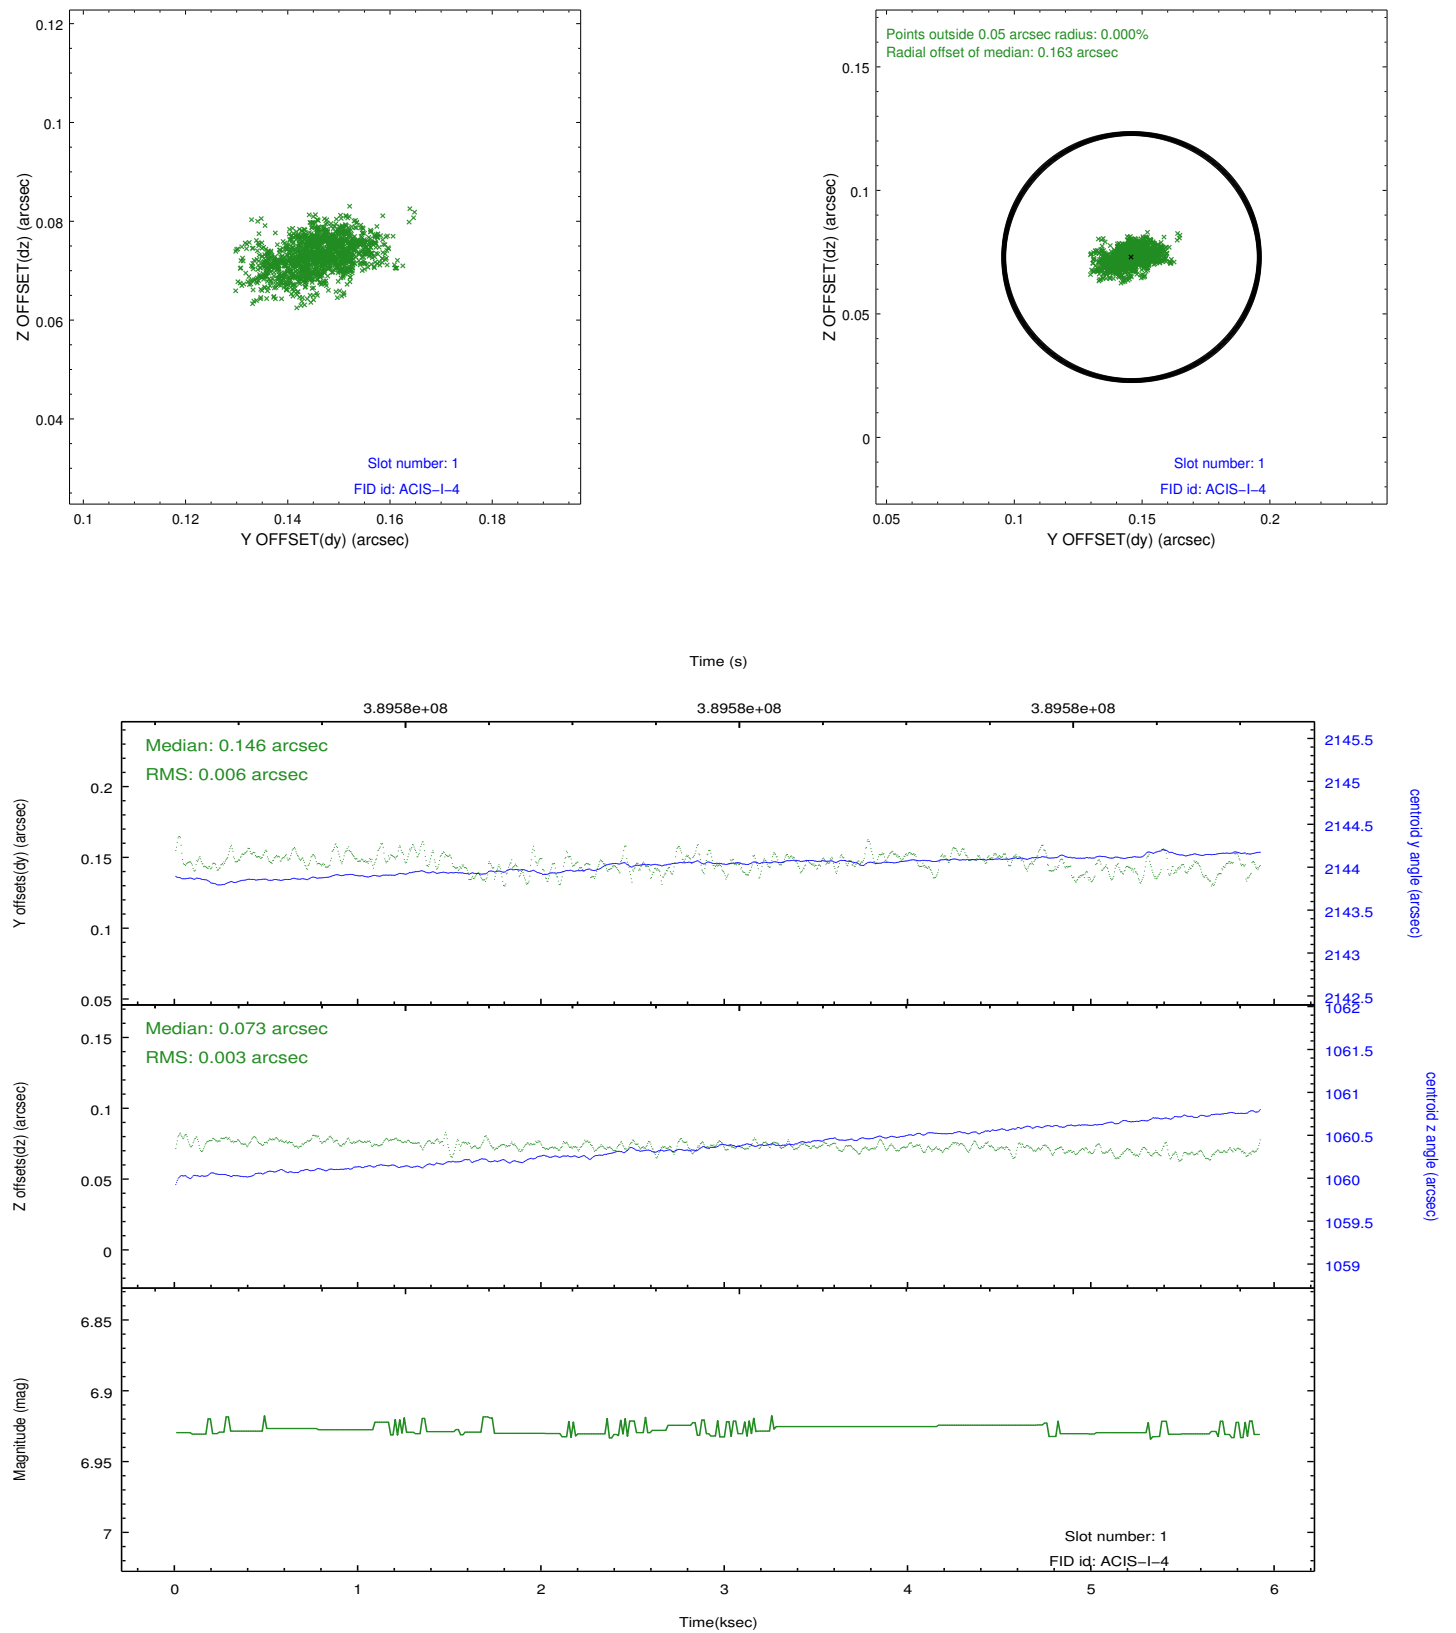 0.12
0.1
0.08
0.06
0.04
Z OFFSET(dz) (arcsec)
Slot number: 1
FID id: ACIS−I−4
0.1
0.12
0.14
0.16
0.18
Y OFFSET(dy) (arcsec)
Points outside 0.05 arcsec radius: 0.000%
Radial offset of median: 0.163 arcsec
0.15
0.1
0.05
0
Z OFFSET(dz) (arcsec)
Slot number: 1
FID id: ACIS−I−4
0.05
0.1
0.15
0.2
Y OFFSET(dy) (arcsec)
Time (s)
3.8958e+08
3.8958e+08
3.8958e+08
Median: 0.146 arcsec
RMS: 0.006 arcsec
0.2
0.15
0.1
0.05
Y offsets(dy) (arcsec)
2145.5
2145
2144.5
2144
2143.5
2143
2142.5
centroid y angle (arcsec)
Median: 0.073 arcsec
RMS: 0.003 arcsec
0.15
0.1
0.05
0
Z offsets(dz) (arcsec)
1062
1061.5
1061
1060.5
1060
1059.5
1059
centroid z angle (arcsec)
6.85
6.9
6.95
7
Magnitude (mag)
Slot number: 1
FID id: ACIS−I−4
0
1
2
3
4
5
6
Time(ksec)